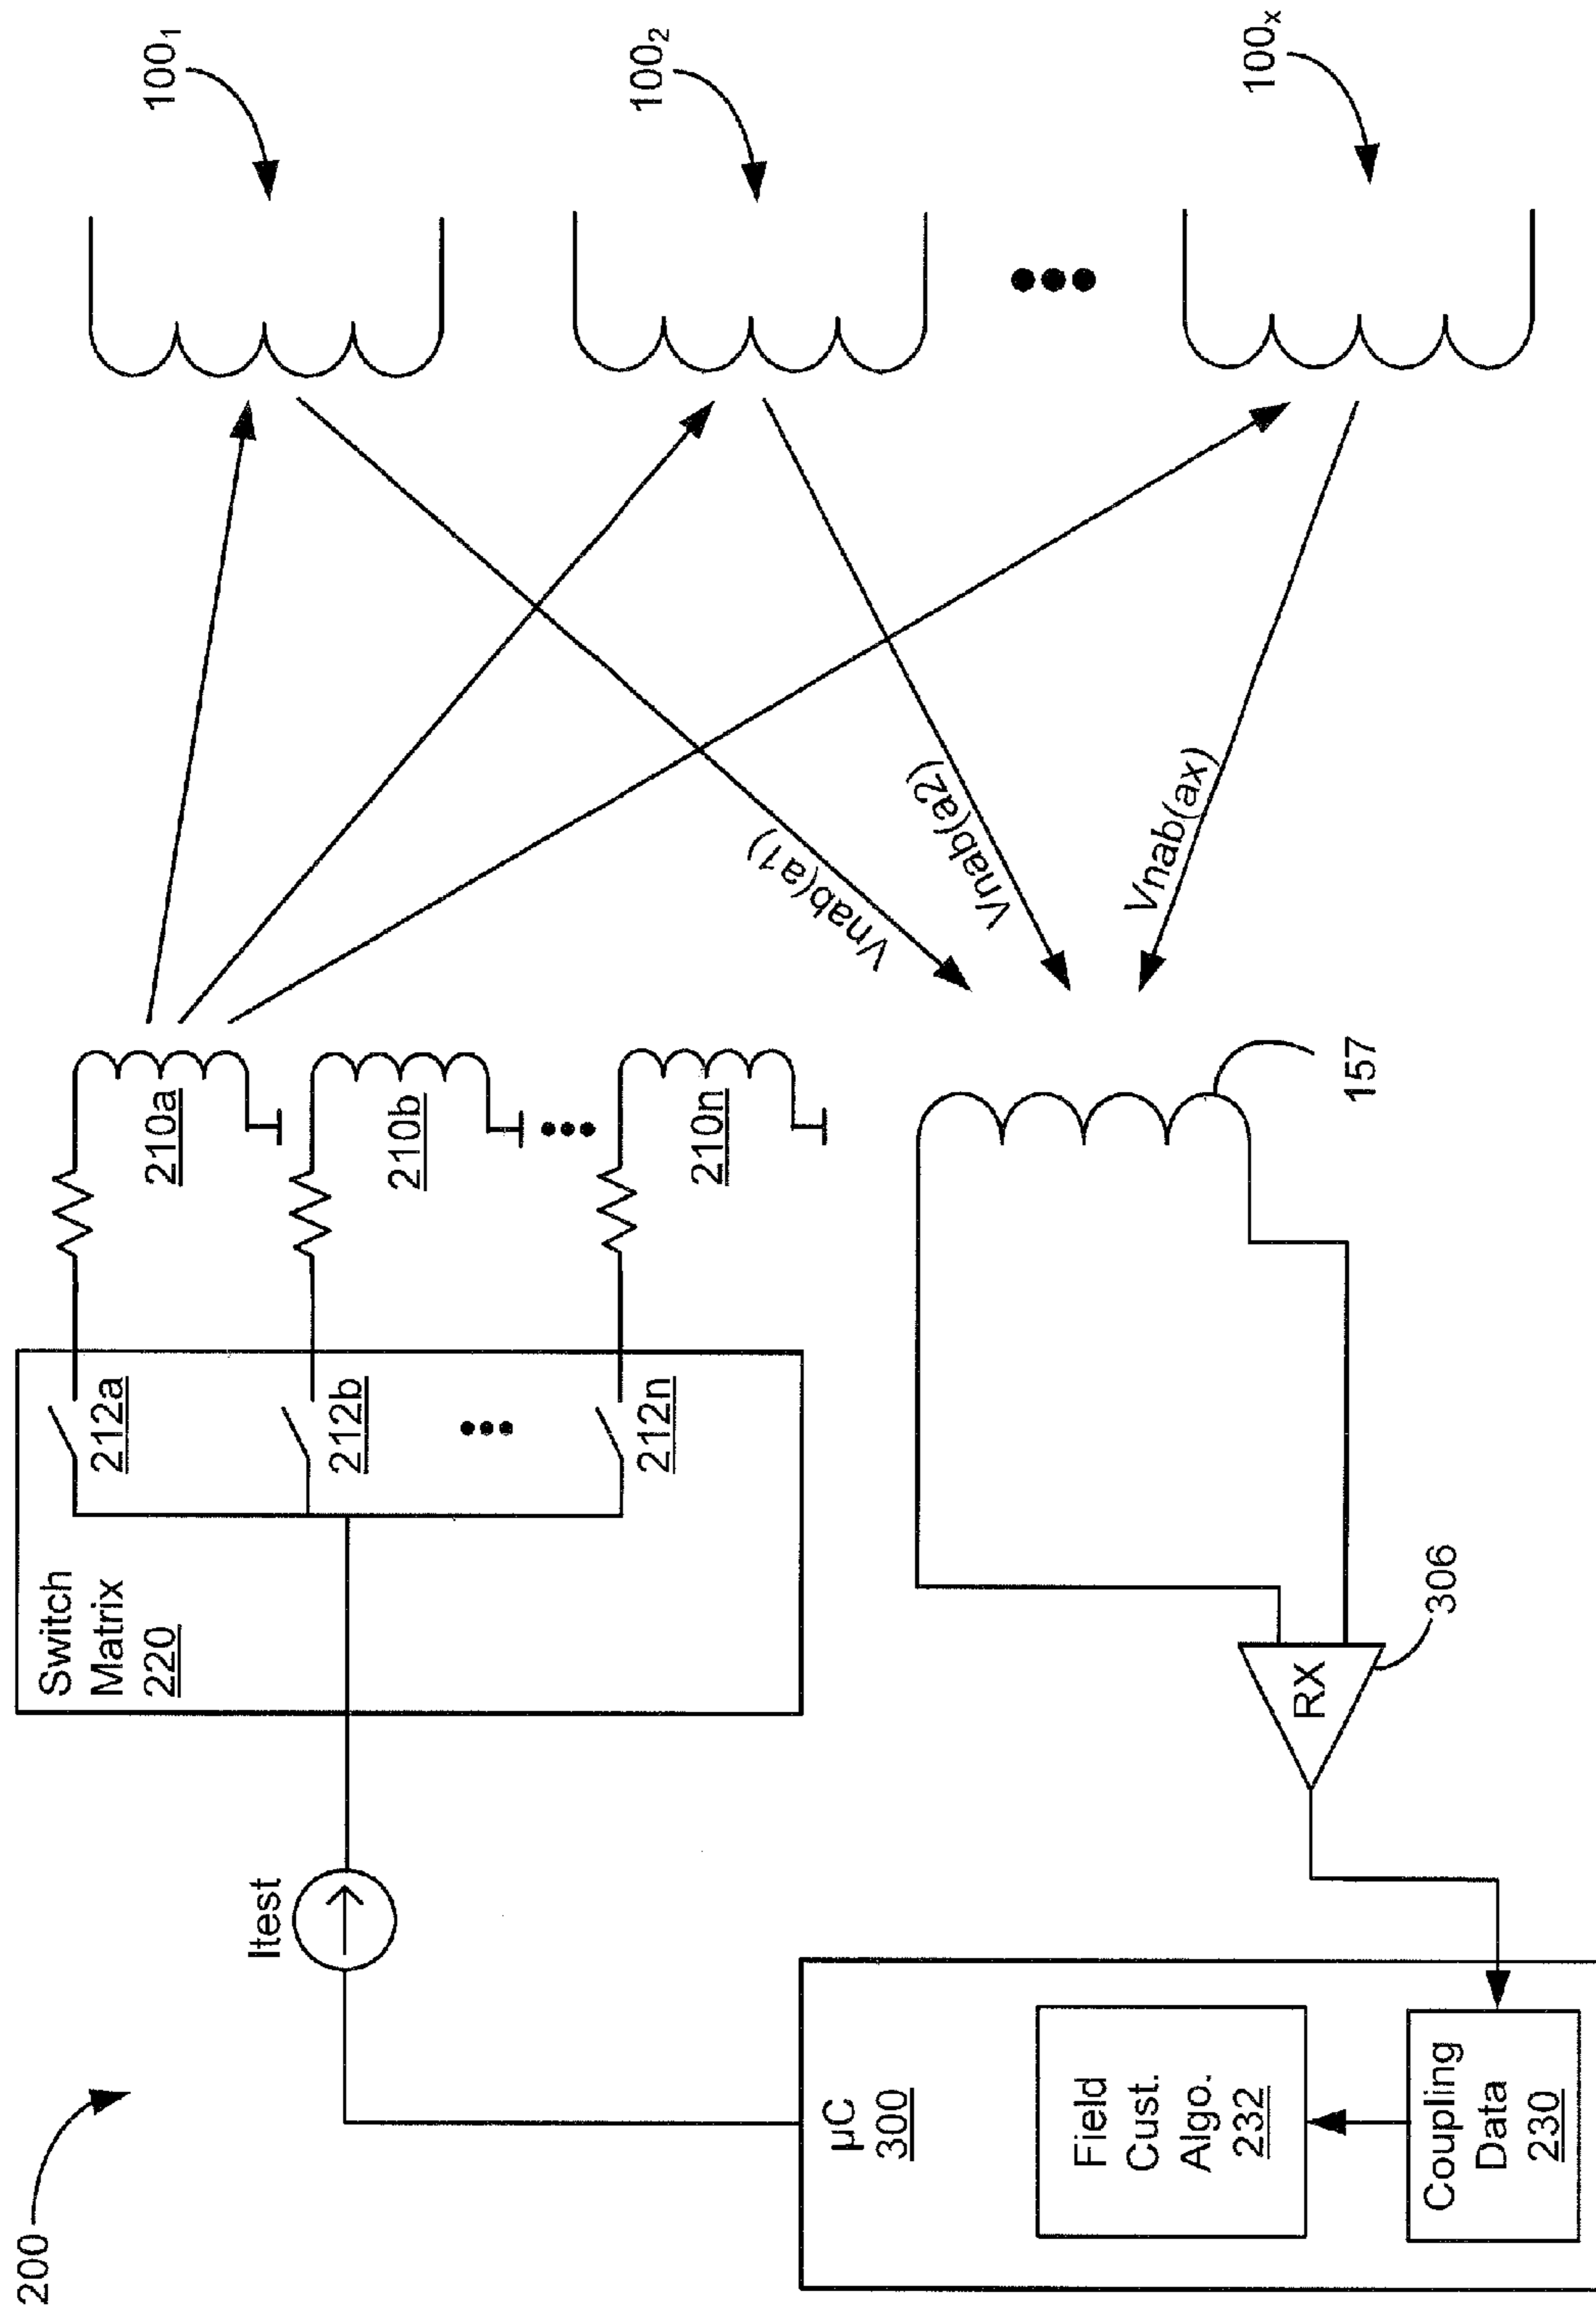 200
Itest
Switch
Matrix
220
212a
212b
212n
210a
210b
210n
100₁
100₂
100ₓ
Vnab(a1)
Vnab(a2)
Vnab(ax)
157
RX
306
µC
300
Field
Cust.
Algo.
232
Coupling
Data
230